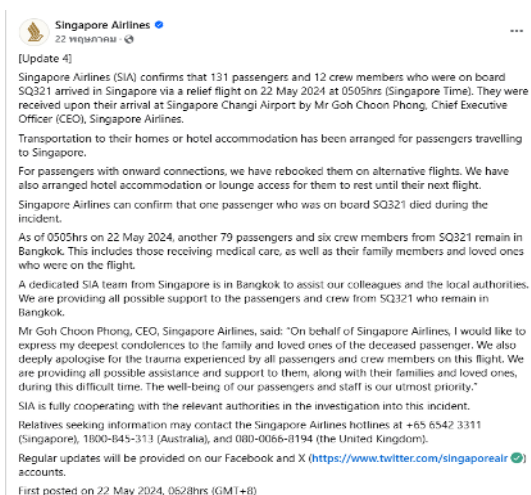 Singapore Airlines
22 พฤษภาคม ·
[Update 4]
Singapore Airlines (SIA) confirms that 131 passengers and 12 crew members who were on board
SQ321 arrived in Singapore via a relief flight on 22 May 2024 at 0505hrs (Singapore Time). They were
received upon their arrival at Singapore Changi Airport by Mr Goh Choon Phong, Chief Executive
Officer (CEO), Singapore Airlines.
Transportation to their homes or hotel accommodation has been arranged for passengers travelling
to Singapore.
For passengers with onward connections, we have rebooked them on alternative flights. We have
also arranged hotel accommodation or lounge access for them to rest until their next flight.
Singapore Airlines can confirm that one passenger who was on board SQ321 died during the
incident.
As of 0505hrs on 22 May 2024, another 79 passengers and six crew members from SQ321 remain in
Bangkok. This includes those receiving medical care, as well as their family members and loved ones
who were on the flight.
A dedicated SIA team from Singapore is in Bangkok to assist our colleagues and the local authorities.
We are providing all possible support to the passengers and crew from SQ321 who remain in
Bangkok.
Mr Goh Choon Phong, CEO, Singapore Airlines, said: "On behalf of Singapore Airlines, I would like to
express my deepest condolences to the family and loved ones of the deceased passenger. We also
deeply apologise for the trauma experienced by all passengers and crew members on this flight. We
are providing all possible assistance and support to them, along with their families and loved ones,
during this difficult time. The well-being of our passengers and staff is our utmost priority."
SIA is fully cooperating with the relevant authorities in the investigation into this incident.
Relatives seeking information may contact the Singapore Airlines hotlines at +65 6542 3311
(Singapore), 1800-845-313 (Australia), and 080-0066-8194 (the United Kingdom).
Regular updates will be provided on our Facebook and X (https://www.twitter.com/singaporeair)
accounts.
First posted on 22 May 2024, 0628hrs (GMT+8)